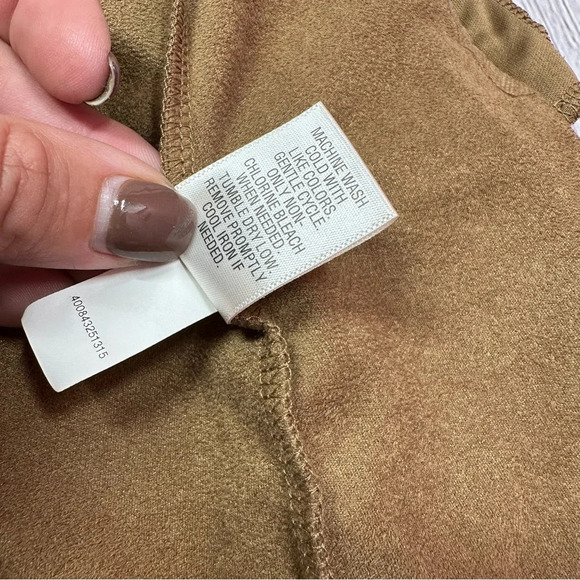 MACHINE WASH
COLD WITH
LIKE COLORS,
GENTLE CYCLE.
ONLY NON-
CHLORINE BLEACH
WHEN NEEDED
TUMBLE DRY LOW,
REMOVE PROMPTLY
COOL IRON IF
NEEDED.
400843251315